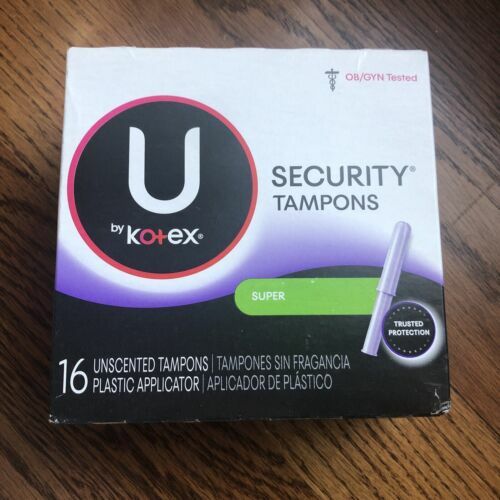 OB/GYN Tested
U
by Kotex®
SECURITY®
TAMPONS
SUPER
TRUSTED
PROTECTION
16 UNSCENTED TAMPONS | TAMPONES SIN FRAGANCIA
PLASTIC APPLICATOR | APLICADOR DE PLÁSTICO